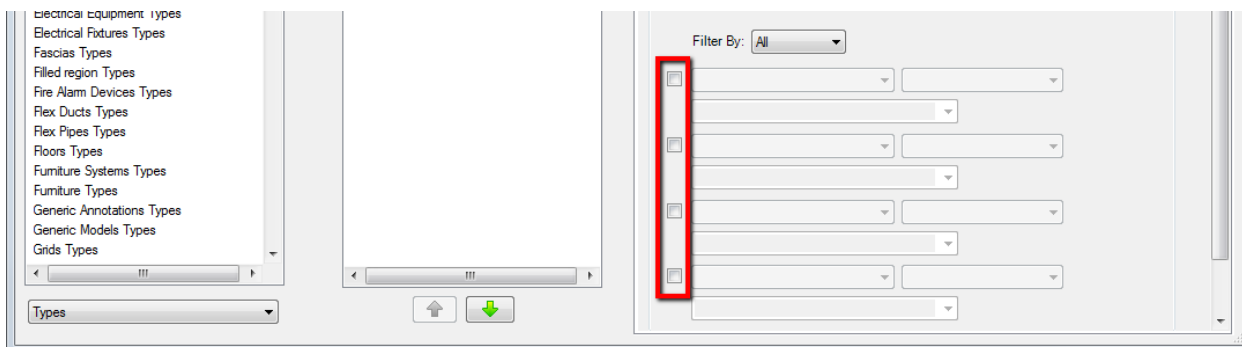 Electrical Equipment Types
Electrical Fixtures Types
Fascias Types
Filled region Types
Fire Alarm Devices Types
Flex Ducts Types
Flex Pipes Types
Floors Types
Furniture Systems Types
Furniture Types
Generic Annotations Types
Generic Models Types
Grids Types
Types
Filter By: All